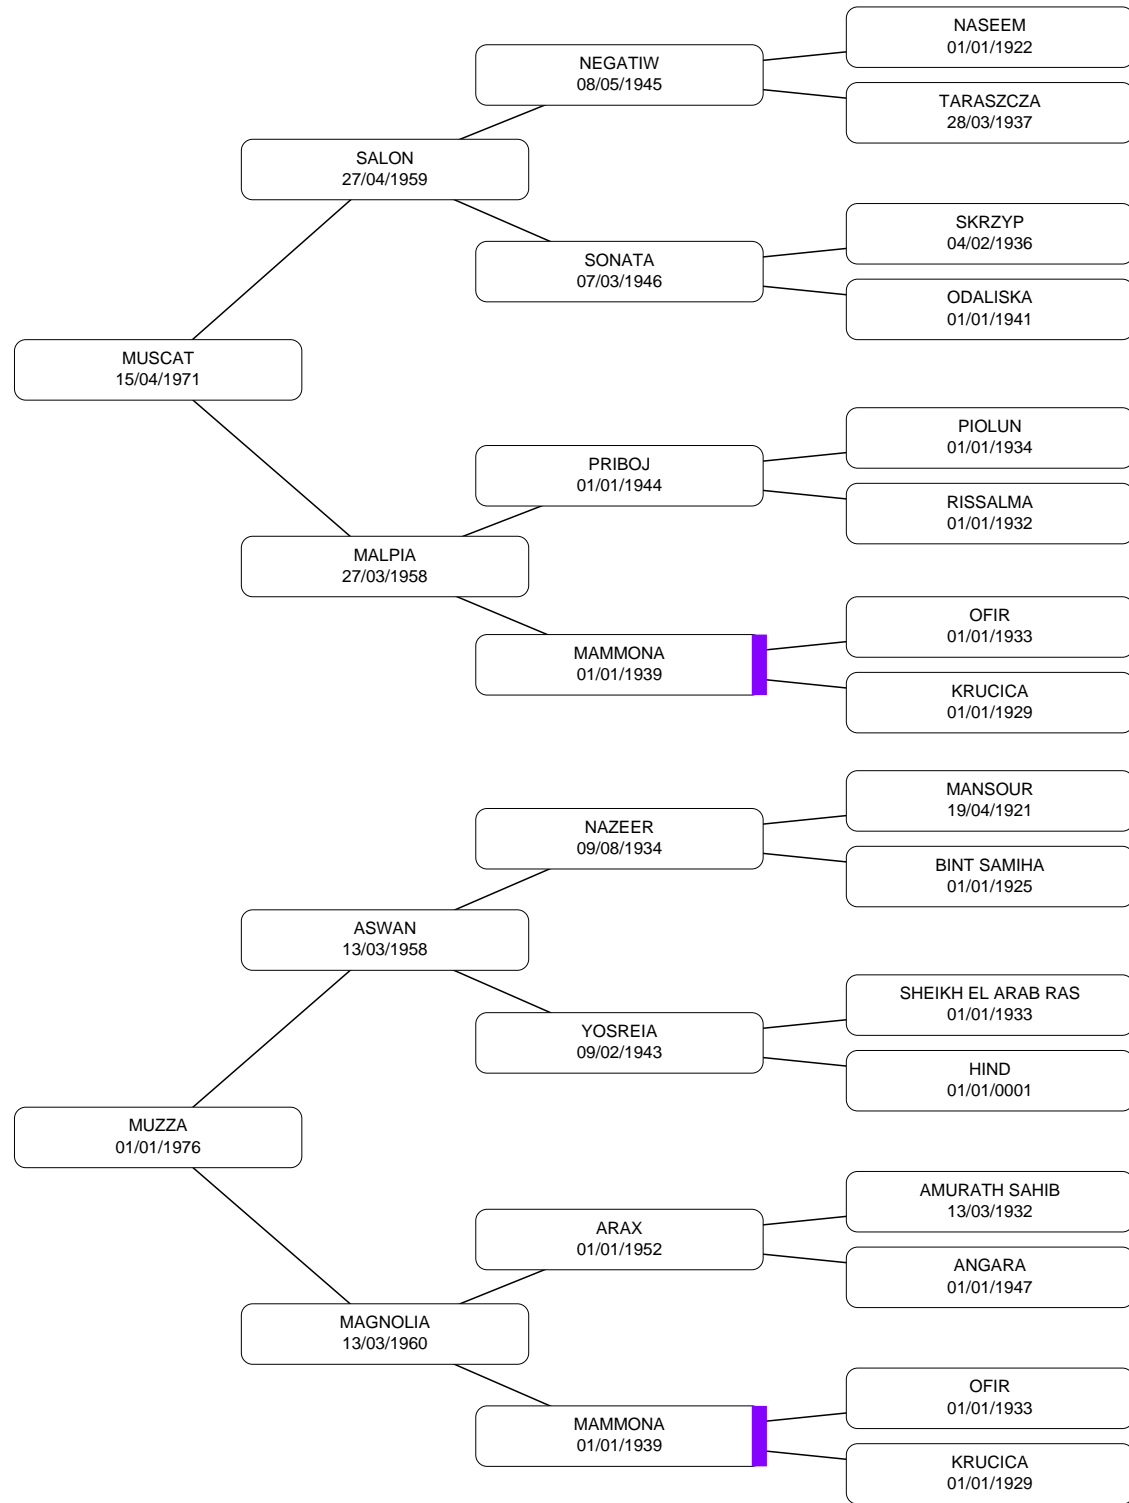 NASEEM
01/01/1922
NEGATIW
08/05/1945
TARASZCZA
28/03/1937
SALON
27/04/1959
SKRZYP
04/02/1936
SONATA
07/03/1946
ODALISKA
01/01/1941
MUSCAT
15/04/1971
PIOLUN
01/01/1934
PRIBOJ
01/01/1944
RISSALMA
01/01/1932
MALPIA
27/03/1958
OFIR
01/01/1933
MAMMONA
01/01/1939
KRUCICA
01/01/1929
MANSOUR
19/04/1921
NAZEER
09/08/1934
BINT SAMIHA
01/01/1925
ASWAN
13/03/1958
SHEIKH EL ARAB RAS
01/01/1933
YOSREIA
09/02/1943
HIND
01/01/0001
MUZZA
01/01/1976
AMURATH SAHIB
13/03/1932
ARAX
01/01/1952
ANGARA
01/01/1947
MAGNOLIA
13/03/1960
OFIR
01/01/1933
MAMMONA
01/01/1939
KRUCICA
01/01/1929